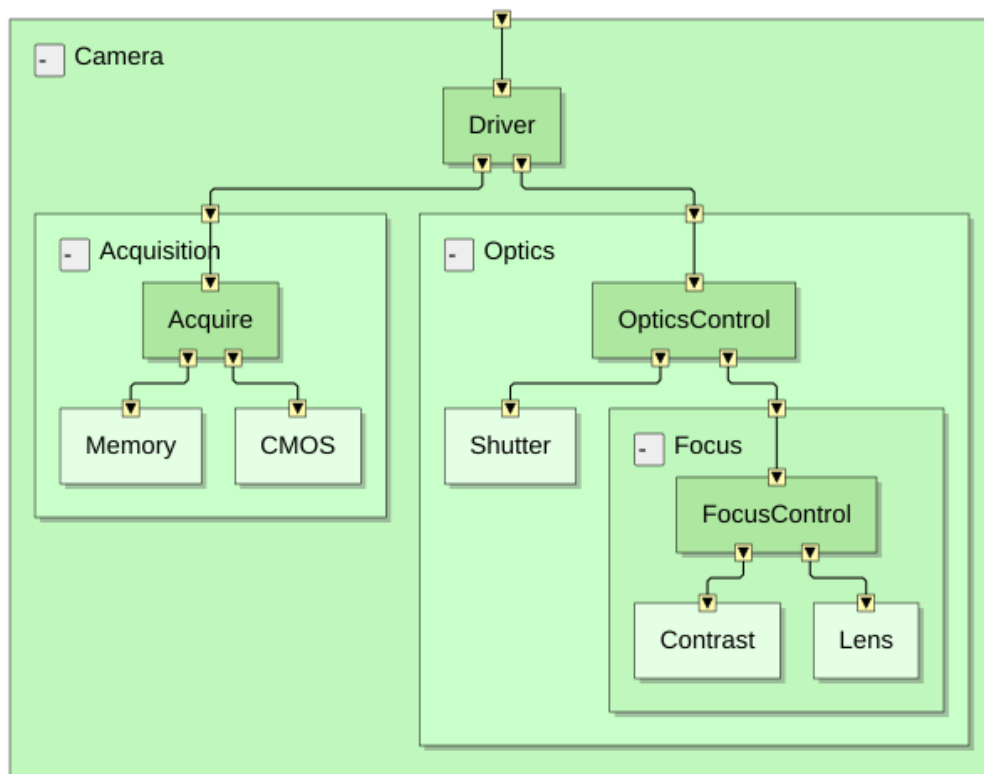 Camera
Driver
Acquisition
Optics
Acquire
OpticsControl
Memory
CMOS
Shutter
Focus
FocusControl
Contrast
Lens